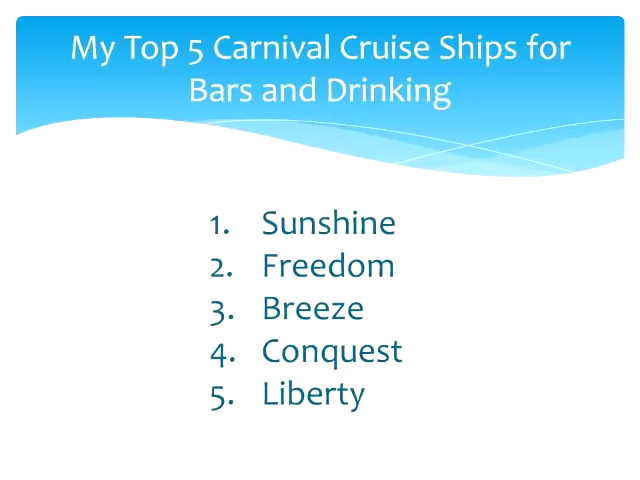 My Top 5 Carnival Cruise Ships for
Bars and Drinking
1. Sunshine
2. Freedom
3. Breeze
4. Conquest
5. Liberty